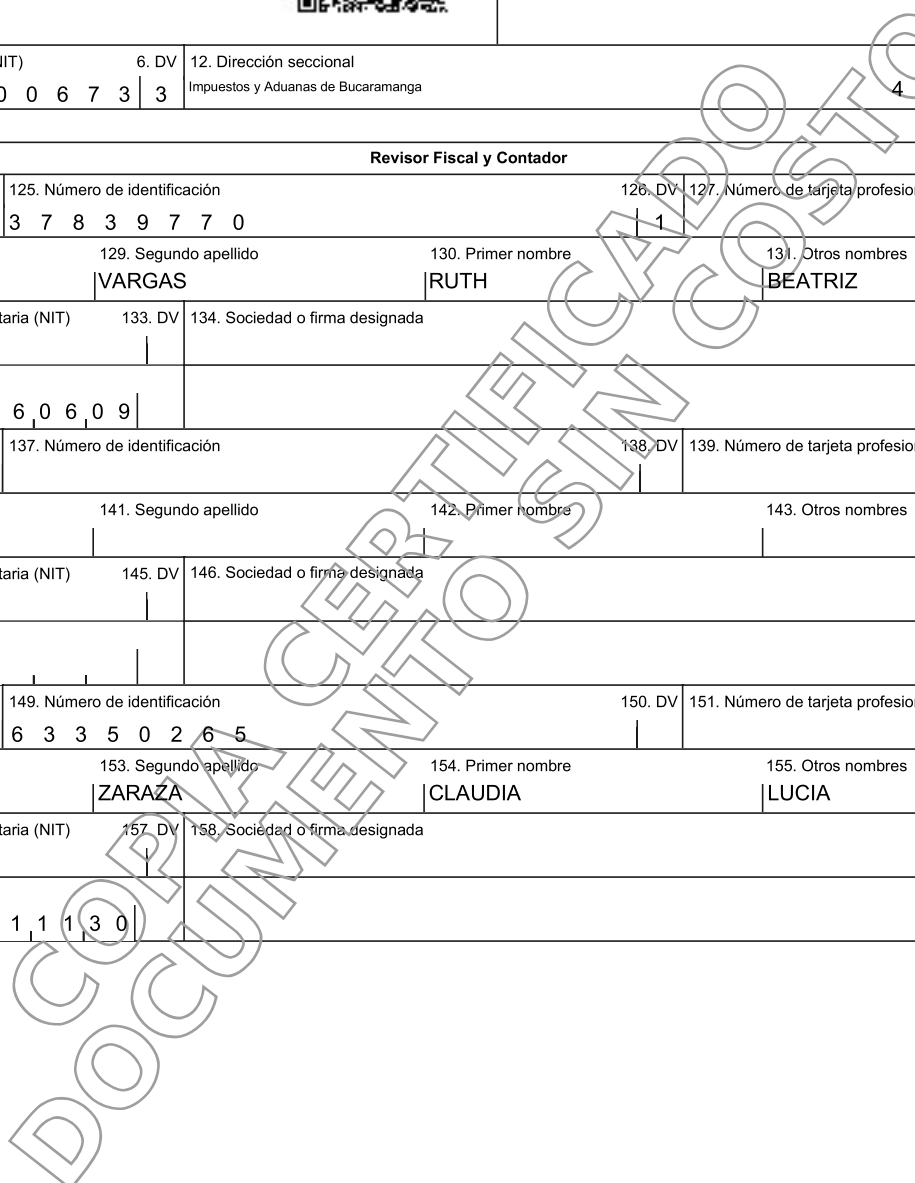 NIT) 6. DV 12. Dirección seccional
0 0 6 7 3 3 Impuestos y Aduanas de Bucaramanga 4
Revisor Fiscal y Contador
125. Número de identificación 126. DV 127. Número de tarjeta profesio
3 7 8 3 9 7 7 0 1
129. Segundo apellido 130. Primer nombre 131. Otros nombres
VARGAS RUTH BEATRIZ
taria (NIT) 133. DV 134. Sociedad o firma designada
6 0 6 0 9
137. Número de identificación 138. DV 139. Número de tarjeta profesio
141. Segundo apellido 142. Primer nombre 143. Otros nombres
taria (NIT) 145. DV 146. Sociedad o firma designada
149. Número de identificación 150. DV 151. Número de tarjeta profesio
6 3 3 5 0 2 6 5
153. Segundo apellido 154. Primer nombre 155. Otros nombres
ZARAZA CLAUDIA LUCIA
taria (NIT) 157. DV 158. Sociedad o firma designada
1 1 1 3 0
COPIA CERTIFICADO
DOCUMENTO SIN COSTO